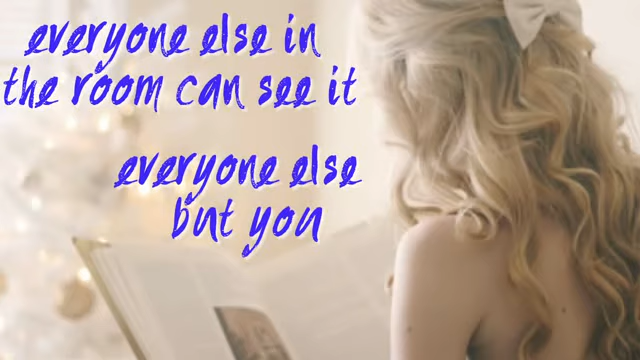 everyone else in
the room can see it
everyone else
but you